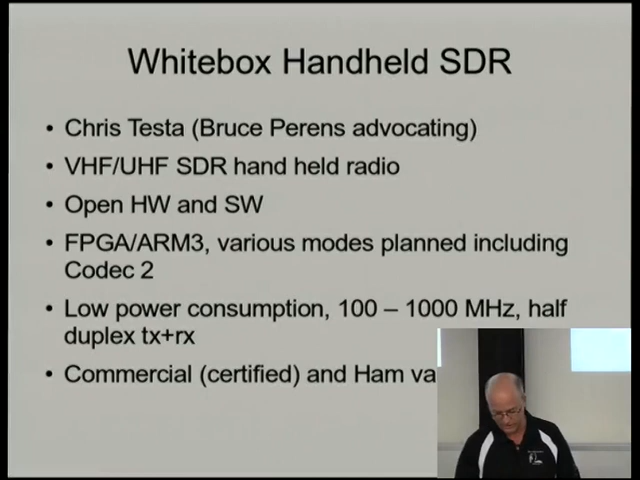 Whitebox Handheld SDR
• Chris Testa (Bruce Perens advocating)
• VHF/UHF SDR hand held radio
• Open HW and SW
• FPGA/ARM3, various modes planned including
Codec 2
• Low power consumption, 100 – 1000 MHz, half
duplex tx+rx
• Commercial (certified) and Ham